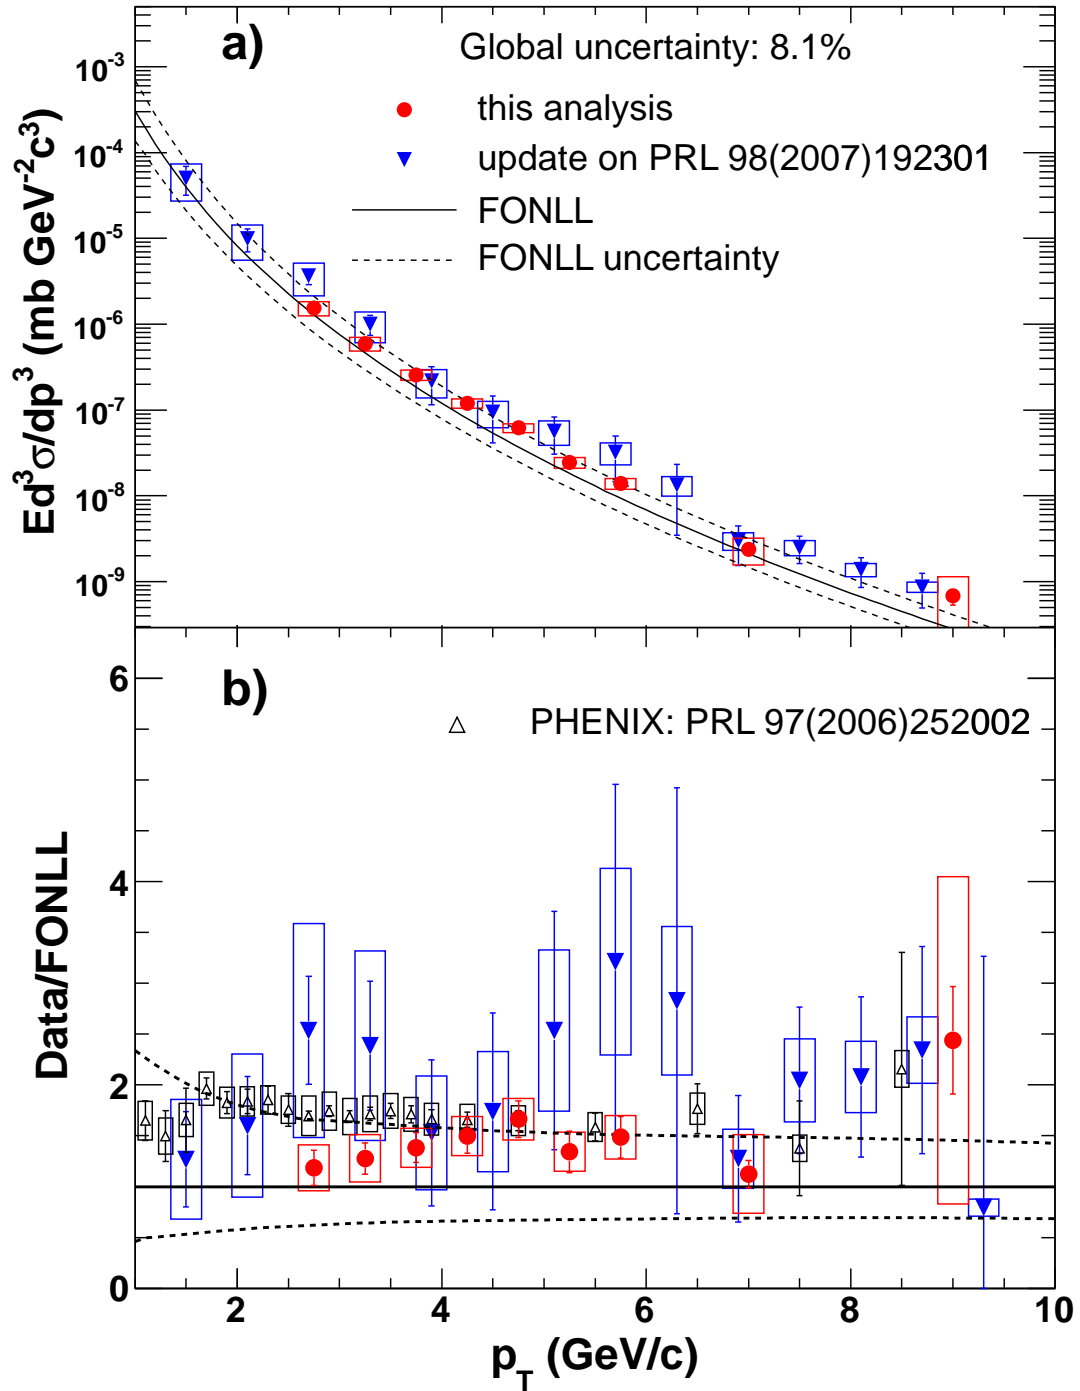 a)
Global uncertainty: 8.1%
this analysis
update on PRL 98(2007)192301
FONLL
FONLL uncertainty
Ed³σ/dp³ (mb GeV⁻²c³)
10⁻³
10⁻⁴
10⁻⁵
10⁻⁶
10⁻⁷
10⁻⁸
10⁻⁹
b)
PHENIX: PRL 97(2006)252002
Data/FONLL
6
4
2
0
2 4 6 8 10
p_T (GeV/c)